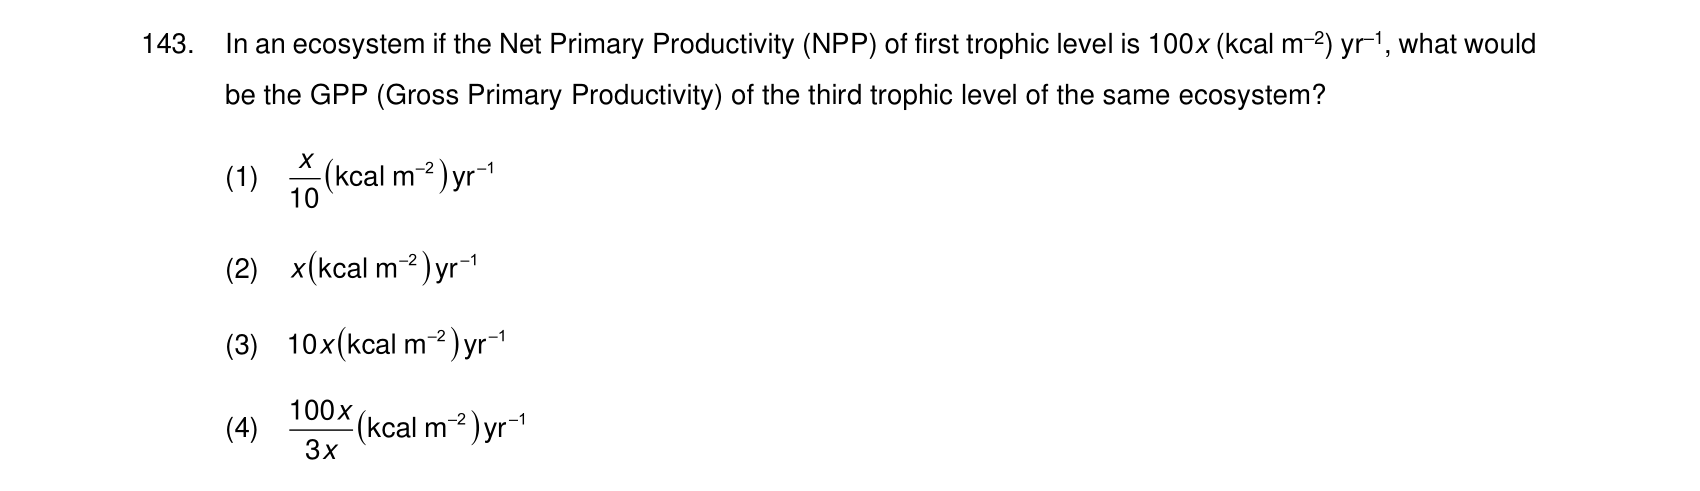 143. In an ecosystem if the Net Primary Productivity (NPP) of first trophic level is 100x (kcal m⁻²) yr⁻¹, what would
be the GPP (Gross Primary Productivity) of the third trophic level of the same ecosystem?
(1) x/10 (kcal m⁻²) yr⁻¹
(2) x(kcal m⁻²) yr⁻¹
(3) 10x(kcal m⁻²) yr⁻¹
(4) 100x/3x (kcal m⁻²) yr⁻¹